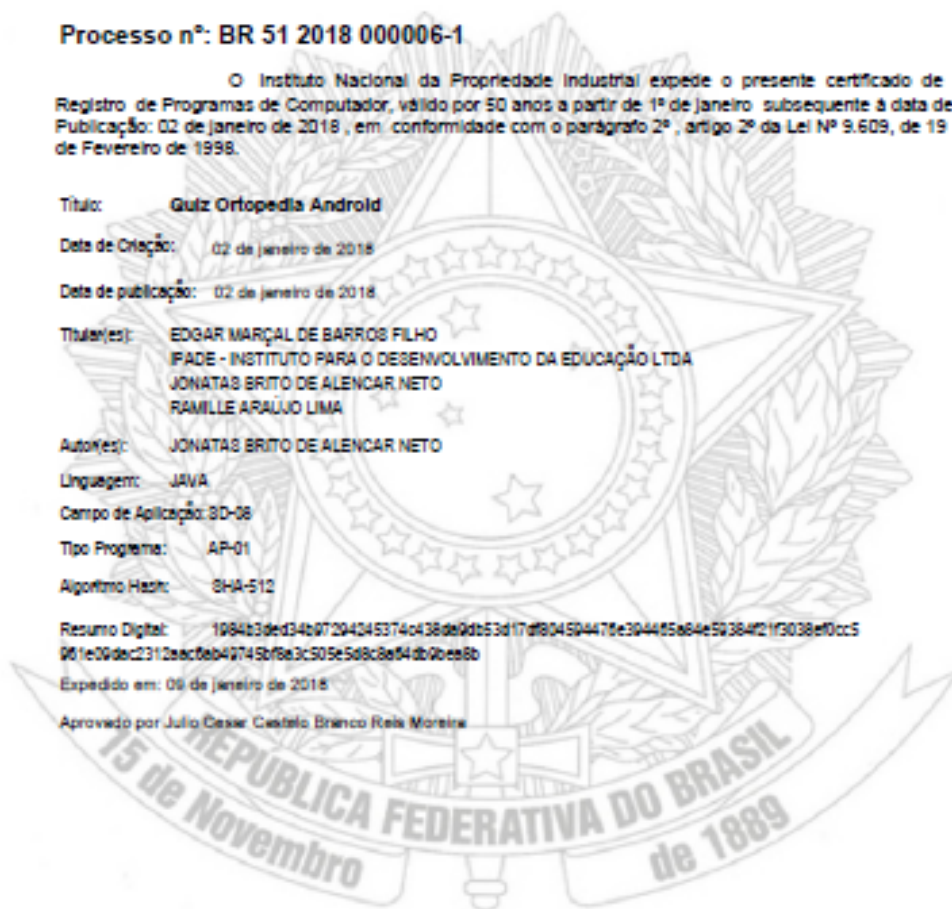 Processo nº: BR 51 2018 000006-1
O Instituto Nacional da Propriedade Industrial expede o presente certificado de
Registro de Programas de Computador, válido por 50 anos a partir de 1º de janeiro subsequente à data de
Publicação: 02 de janeiro de 2018 , em conformidade com o parágrafo 2º , artigo 2º da Lei Nº 9.609, de 19
de Fevereiro de 1998.
Título: Quiz Ortopedia Android
Data de Criação: 02 de janeiro de 2018
Data de publicação: 02 de janeiro de 2018
Titular(es): EDGAR MARÇAL DE BARROS FILHO
IPADE - INSTITUTO PARA O DESENVOLVIMENTO DA EDUCAÇÃO LTDA
JONATAS BRITO DE ALENCAR NETO
RAMILLE ARAÚJO LIMA
Autor(es): JONATAS BRITO DE ALENCAR NETO
Linguagem: JAVA
Campo de Aplicação: SD-08
Tipo Programa: AP-01
Algoritmo Hash: SHA-512
Resumo Digital:
Expedido em: 09 de janeiro de 2018
Aprovado por Julio Cesar Castelo Branco Reis Moreira
REPUBLICA FEDERATIVA DO BRASIL
15 de Novembro de 1889